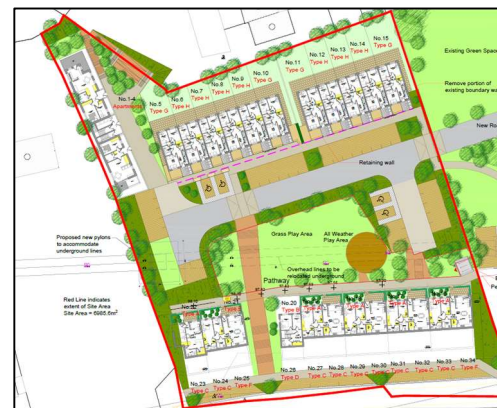 No.1-4
Apartments
No.5
Type G
No.6
Type H
No.7
Type H
No.8
Type H
No.9
Type H
No.10
Type G
No.11
Type G
No.12
Type H
No.13
Type H
No.14
Type H
No.15
Type G
Existing Green Space
Remove portion of
existing boundary wa
New Ro
Retaining wall
Proposed new pylons
to accommodate
underground lines
Grass Play Area
All Weather
Play Area
Overhead lines to be
relocated underground
Pathway
Red Line indicates
extent of Site Area
Site Area = 6985.6m²
No.20
Type B
No.23
Type C
No.24
Type C
No.25
Type F
No.26
Type D
No.27
Type C
No.28
Type C
No.30
No.31
Type C
No.32
Type C
No.33
Type C
No.34